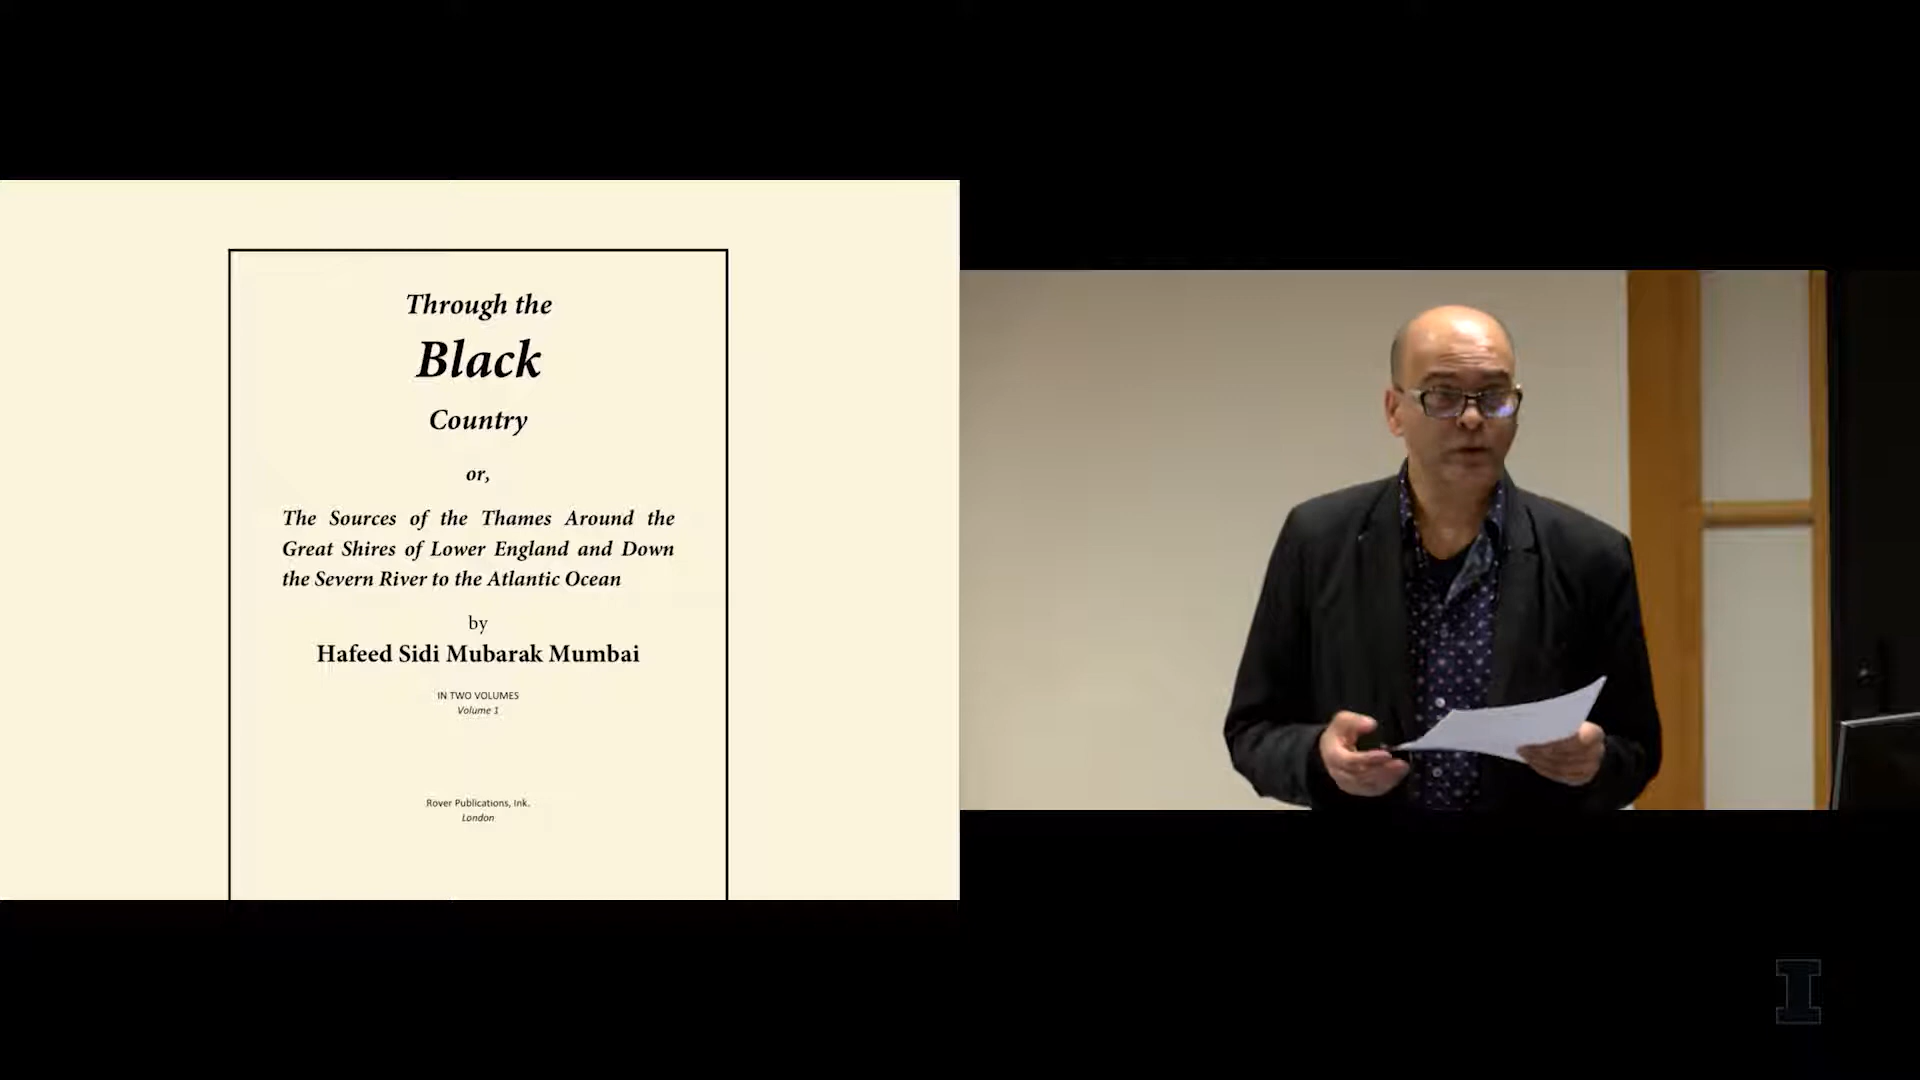 Through the
Black
Country
or,
The Sources of the Thames Around the
Great Shires of Lower England and Down
the Severn River to the Atlantic Ocean
by
Hafeed Sidi Mubarak Mumbai
IN TWO VOLUMES
Volume 1
Rover Publications, Ink.
London
I